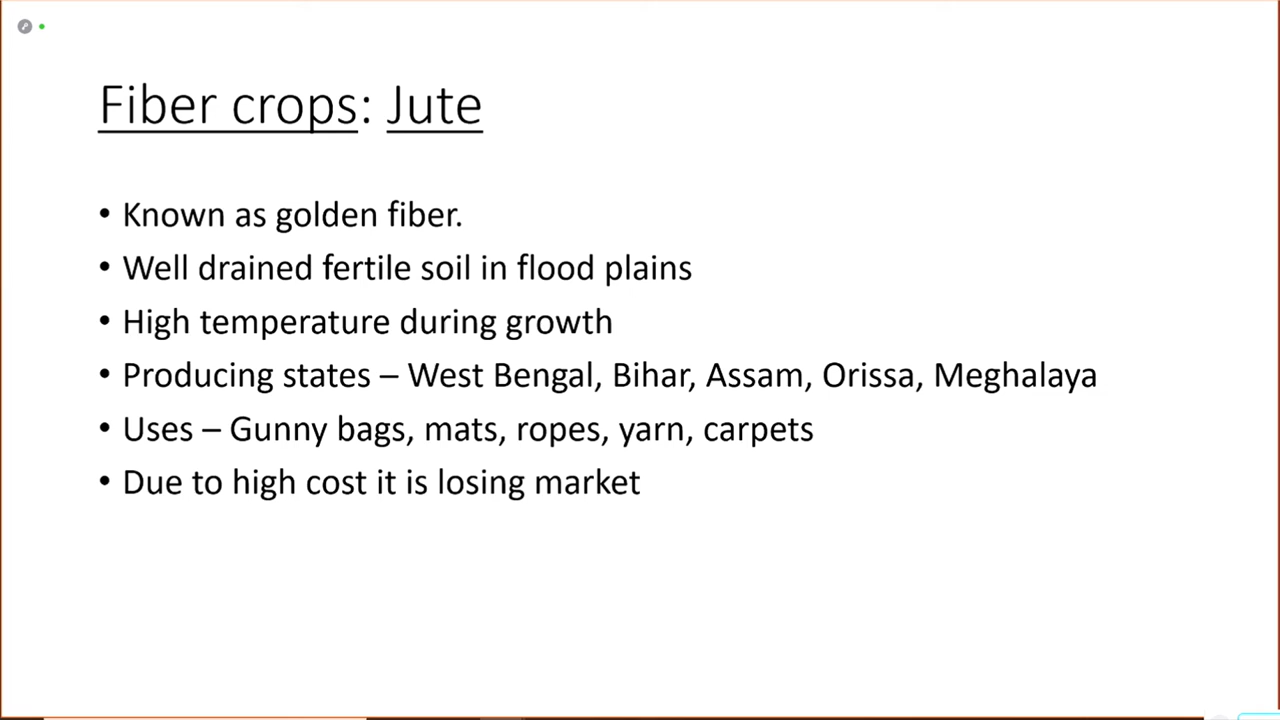 Fiber crops: Jute
• Known as golden fiber.
• Well drained fertile soil in flood plains
• High temperature during growth
• Producing states – West Bengal, Bihar, Assam, Orissa, Meghalaya
• Uses – Gunny bags, mats, ropes, yarn, carpets
• Due to high cost it is losing market